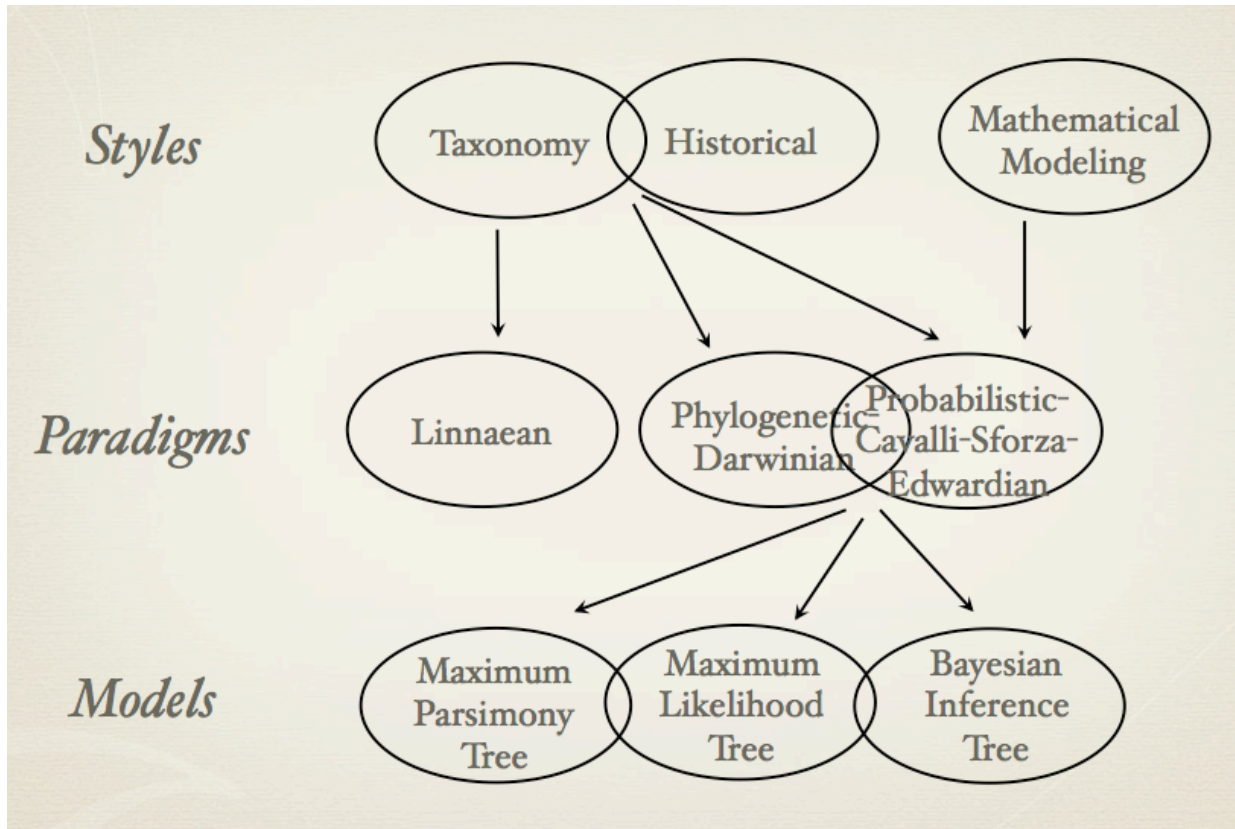 Styles
Taxonomy
Historical
Mathematical
Modeling
Paradigms
Linnaean
Phylogenetic-
Darwinian
Probabilistic-
Cavalli-Sforza-
Edwardian
Models
Maximum
Parsimony
Tree
Maximum
Likelihood
Tree
Bayesian
Inference
Tree